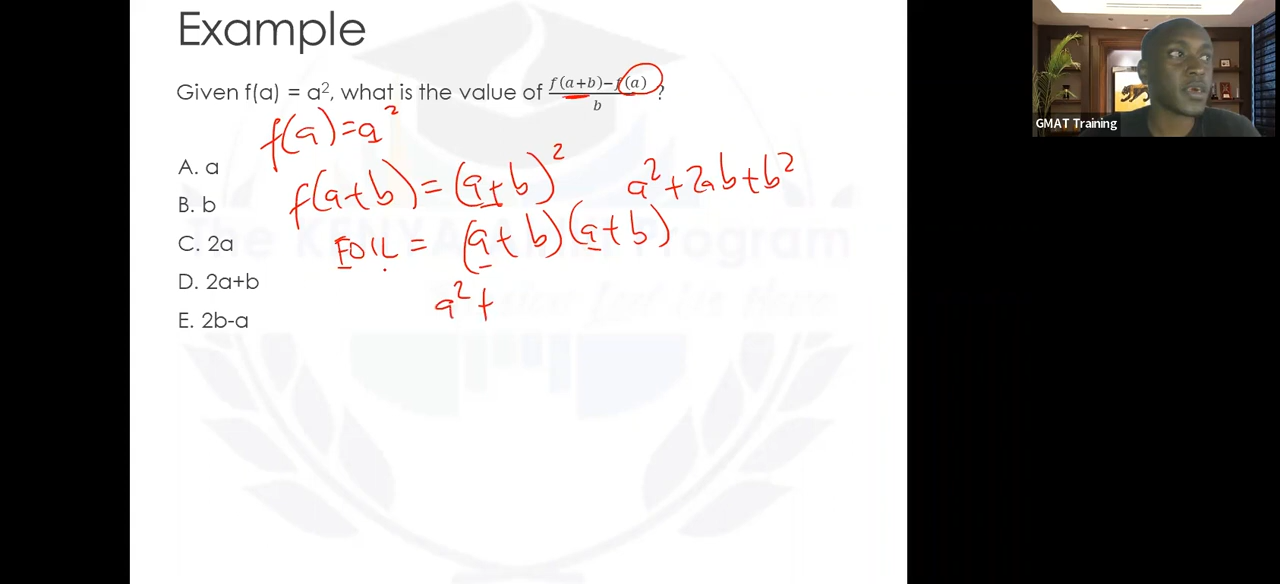 Example
Given f(a) = a², what is the value of \frac{f(a+b)−f(a)}{b} ?
f(a)=a²
A. a
f(a+b) = (a+b)²
a²+2ab+b²
B. b
C. 2a
FOIL = (a+b)(a+b)
D. 2a+b
a²+
E. 2b-a
GMAT Training